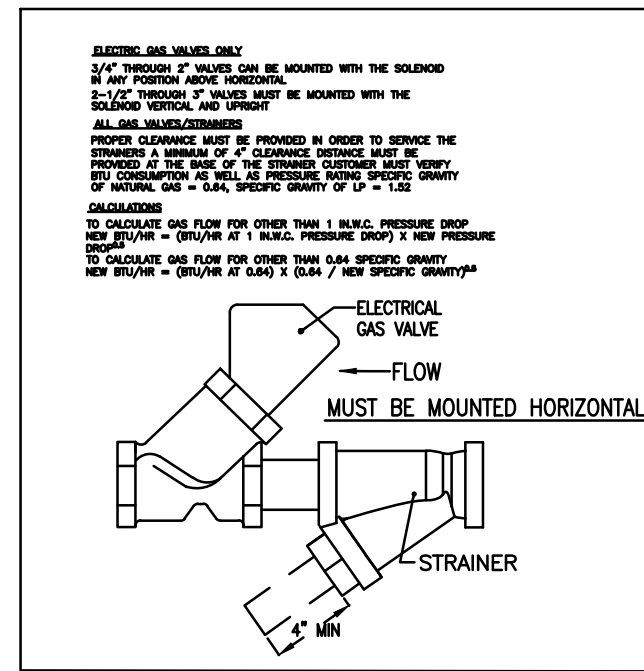 ELECTRIC GAS VALVES ONLY
3/4" THROUGH 2" VALVES CAN BE MOUNTED WITH THE SOLENOID
IN ANY POSITION ABOVE HORIZONTAL
2-1/2" THROUGH 3" VALVES MUST BE MOUNTED WITH THE
SOLENOID VERTICAL AND UPRIGHT
ALL GAS VALVES/STRAINERS
PROPER CLEARANCE MUST BE PROVIDED IN ORDER TO SERVICE THE
STRAINERS A MINIMUM OF 4" CLEARANCE DISTANCE MUST BE
PROVIDED AT THE BASE OF THE STRAINER CUSTOMER MUST VERIFY
BTU CONSUMPTION AS WELL AS PRESSURE RATING SPECIFIC GRAVITY
OF NATURAL GAS = 0.64, SPECIFIC GRAVITY OF LP = 1.52
CALCULATIONS
TO CALCULATE GAS FLOW FOR OTHER THAN 1 IN.W.C. PRESSURE DROP
NEW BTU/HR = (BTU/HR AT 1 IN.W.C. PRESSURE DROP) X NEW PRESSURE
DROP^0.5
TO CALCULATE GAS FLOW FOR OTHER THAN 0.64 SPECIFIC GRAVITY
NEW BTU/HR = (BTU/HR AT 0.64) X (0.64 / NEW SPECIFIC GRAVITY)^0.5
ELECTRICAL
GAS VALVE
FLOW
MUST BE MOUNTED HORIZONTAL
STRAINER
4" MIN